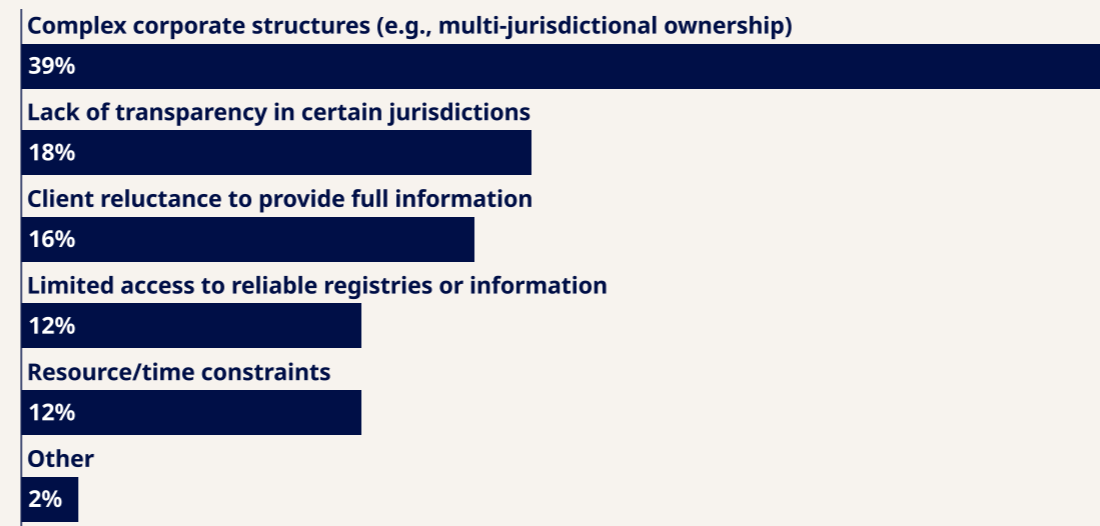 Complex corporate structures (e.g., multi-jurisdictional ownership)
39%
Lack of transparency in certain jurisdictions
18%
Client reluctance to provide full information
16%
Limited access to reliable registries or information
12%
Resource/time constraints
12%
Other
2%